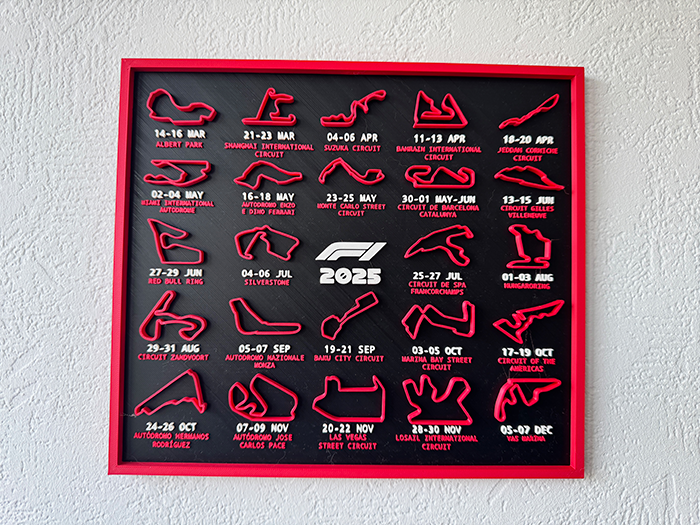 14-16 MAR
ALBERT PARK
21-23 MAR
SHANGHAI INTERNATIONAL
CIRCUIT
04-06 APR
SUZUKA CIRCUIT
11-13 APR
BAHRAIN INTERNATIONAL
CIRCUIT
18-20 APR
JEDDAH CORNICHE
CIRCUIT
02-04 MAY
MIAMI INTERNATIONAL
AUTODROME
16-18 MAY
AUTODROMO ENZO
E DINO FERRARI
23-25 MAY
MONTE CARLO STREET
CIRCUIT
30-01 MAY-JUN
CIRCUIT DE BARCELONA
CATALUNYA
13-15 JUN
CIRCUIT GILLES
VILLENEUVE
27-29 JUN
RED BULL RING
04-06 JUL
SILVERSTONE
F1
2025
25-27 JUL
CIRCUIT DE SPA
FRANCORCHAMPS
01-03 AUG
HUNGARORING
29-31 AUG
CIRCUIT ZANDVOORT
05-07 SEP
AUTODROMO NAZIONALE
MONZA
19-21 SEP
BAKU CITY CIRCUIT
03-05 OCT
MARINA BAY STREET
CIRCUIT
17-19 OCT
CIRCUIT OF THE
AMERICAS
24-26 OCT
AUTÓDROMO HERMANOS
RODRÍGUEZ
07-09 NOV
AUTÓDROMO JOSE
CARLOS PACE
20-22 NOV
LAS VEGAS
STREET CIRCUIT
28-30 NOV
LOSAIL INTERNATIONAL
CIRCUIT
05-07 DEC
YAS MARINA